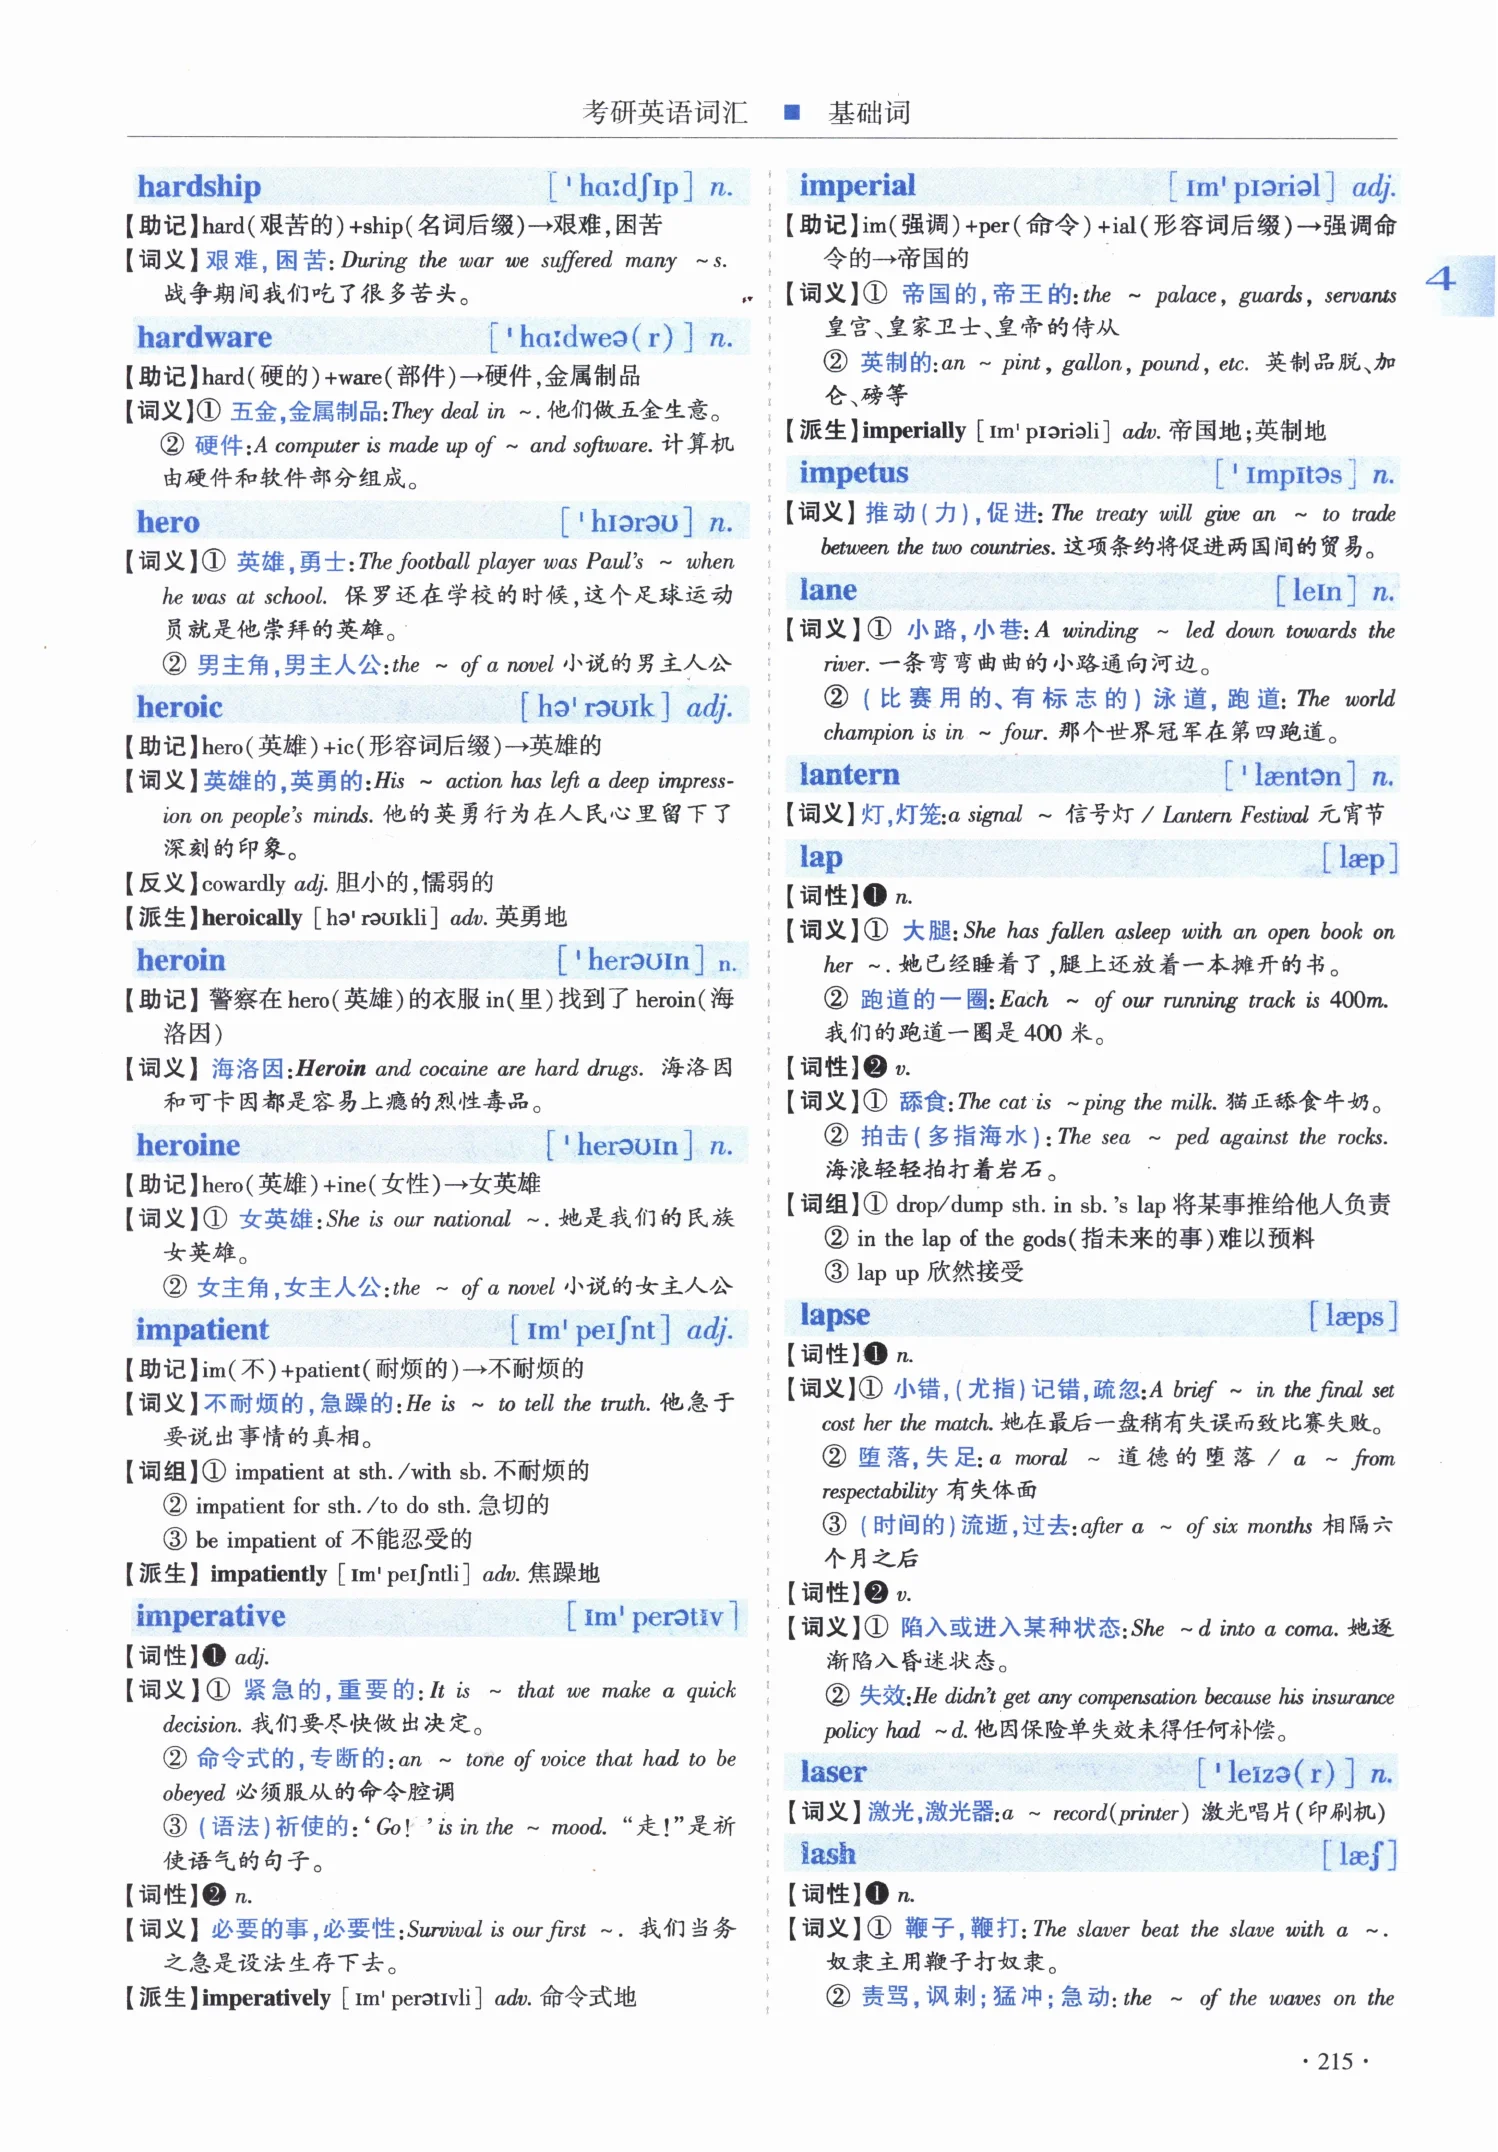 考研英语词汇 ■ 基础词
hardship [ˈhɑːdʃɪp] n.
【助记】hard(艰苦的)+ship(名词后缀)→艰难,困苦
【词义】艰难,困苦:During the war we suffered many ~s.
战争期间我们吃了很多苦头。
hardware [ˈhɑːdweə(r)] n.
【助记】hard(硬的)+ware(部件)→硬件,金属制品
【词义】① 五金,金属制品:They deal in ~. 他们做五金生意。
② 硬件:A computer is made up of ~ and software. 计算机
由硬件和软件部分组成。
hero [ˈhɪərəʊ] n.
【词义】① 英雄,勇士:The football player was Paul's ~ when
he was at school. 保罗还在学校的时候,这个足球运动
员就是他崇拜的英雄。
② 男主角,男主人公:the ~ of a novel 小说的男主人公
heroic [həˈrəʊɪk] adj.
【助记】hero(英雄)+ic(形容词后缀)→英雄的
【词义】英雄的,英勇的:His ~ action has left a deep impress-
ion on people's minds. 他的英勇行为在人民心里留下了
深刻的印象。
【反义】cowardly adj. 胆小的,懦弱的
【派生】heroically [həˈrəʊɪkli] adv. 英勇地
heroin [ˈherəʊɪn] n.
【助记】警察在 hero(英雄)的衣服 in(里)找到了 heroin(海
洛因)
【词义】海洛因:Heroin and cocaine are hard drugs. 海洛因
和可卡因都是容易上瘾的烈性毒品。
heroine [ˈherəʊɪn] n.
【助记】hero(英雄)+ine(女性)→女英雄
【词义】① 女英雄:She is our national ~. 她是我们的民族
女英雄。
② 女主角,女主人公:the ~ of a novel 小说的女主人公
impatient [ɪmˈpeɪʃnt] adj.
【助记】im(不)+patient(耐烦的)→不耐烦的
【词义】不耐烦的,急躁的:He is ~ to tell the truth. 他急于
要说出事情的真相。
【词组】① impatient at sth./with sb. 不耐烦的
② impatient for sth./to do sth. 急切的
③ be impatient of 不能忍受的
【派生】impatiently [ɪmˈpeɪʃntli] adv. 焦躁地
imperative [ɪmˈperətɪv]
【词性】❶ adj.
【词义】① 紧急的,重要的:It is ~ that we make a quick
decision. 我们要尽快做出决定。
② 命令式的,专断的:an ~ tone of voice that had to be
obeyed 必须服从的命令腔调
③ (语法)祈使的:‘Go! ’is in the ~ mood. “走!”是祈
使语气的句子。
【词性】❷ n.
【词义】必要的事,必要性:Survival is our first ~. 我们当务
之急是设法生存下去。
【派生】imperatively [ɪmˈperətɪvli] adv. 命令式地
imperial [ɪmˈpɪəriəl] adj.
【助记】im(强调)+per(命令)+ial(形容词后缀)→强调命
令的→帝国的
【词义】① 帝国的,帝王的:the ~ palace, guards, servants
皇宫、皇家卫士、皇帝的侍从
② 英制的:an ~ pint, gallon, pound, etc. 英制品脱、加
仑、磅等
【派生】imperially [ɪmˈpɪəriəli] adv. 帝国地;英制地
impetus [ˈɪmpɪtəs] n.
【词义】推动(力),促进:The treaty will give an ~ to trade
between the two countries. 这项条约将促进两国间的贸易。
lane [leɪn] n.
【词义】① 小路,小巷:A winding ~ led down towards the
river. 一条弯弯曲曲的小路通向河边。
② (比赛用的、有标志的)泳道,跑道:The world
champion is in ~ four. 那个世界冠军在第四跑道。
lantern [ˈlæntən] n.
【词义】灯,灯笼:a signal ~ 信号灯 / Lantern Festival 元宵节
lap [læp]
【词性】❶ n.
【词义】① 大腿:She has fallen asleep with an open book on
her ~. 她已经睡着了,腿上还放着一本摊开的书。
② 跑道的一圈:Each ~ of our running track is 400m.
我们的跑道一圈是 400 米。
【词性】❷ v.
【词义】① 舔食:The cat is ~ping the milk. 猫正舔食牛奶。
② 拍击(多指海水):The sea ~ ped against the rocks.
海浪轻轻拍打着岩石。
【词组】① drop/dump sth. in sb. 's lap 将某事推给他人负责
② in the lap of the gods(指未来的事)难以预料
③ lap up 欣然接受
lapse [læps]
【词性】❶ n.
【词义】① 小错,(尤指)记错,疏忽:A brief ~ in the final set
cost her the match. 她在最后一盘稍有失误而致比赛失败。
② 堕落,失足:a moral ~ 道德的堕落 / a ~ from
respectability 有失体面
③ (时间的)流逝,过去:after a ~ of six months 相隔六
个月之后
【词性】❷ v.
【词义】① 陷入或进入某种状态:She ~d into a coma. 她逐
渐陷入昏迷状态。
② 失效:He didn't get any compensation because his insurance
policy had ~d. 他因保险单失效未得任何补偿。
laser [ˈleɪzə(r)] n.
【词义】激光,激光器:a ~ record(printer) 激光唱片(印刷机)
lash [læʃ]
【词性】❶ n.
【词义】① 鞭子,鞭打:The slaver beat the slave with a ~.
奴隶主用鞭子打奴隶。
② 责骂,讽刺;猛冲;急动:the ~ of the waves on the
4
· 215 ·